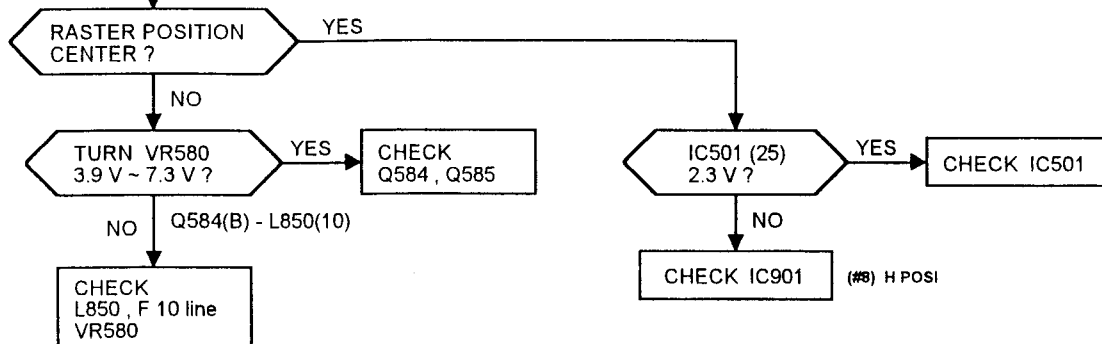 RASTER POSITION
CENTER ?
YES
NO
TURN VR580
3.9 V ~ 7.3 V ?
YES
CHECK
Q584 , Q585
NO
Q584(B) - L850(10)
CHECK
L850 , F 10 line
VR580
IC501 (25)
2.3 V ?
YES
CHECK IC501
NO
CHECK IC901
(#8) H POSI